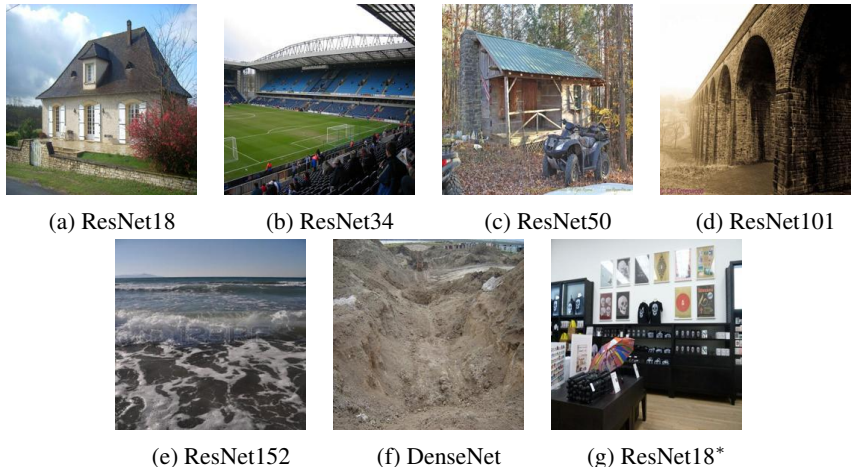 (a) ResNet18
(b) ResNet34
(c) ResNet50
(d) ResNet101
(e) ResNet152
(f) DenseNet
(g) ResNet18*